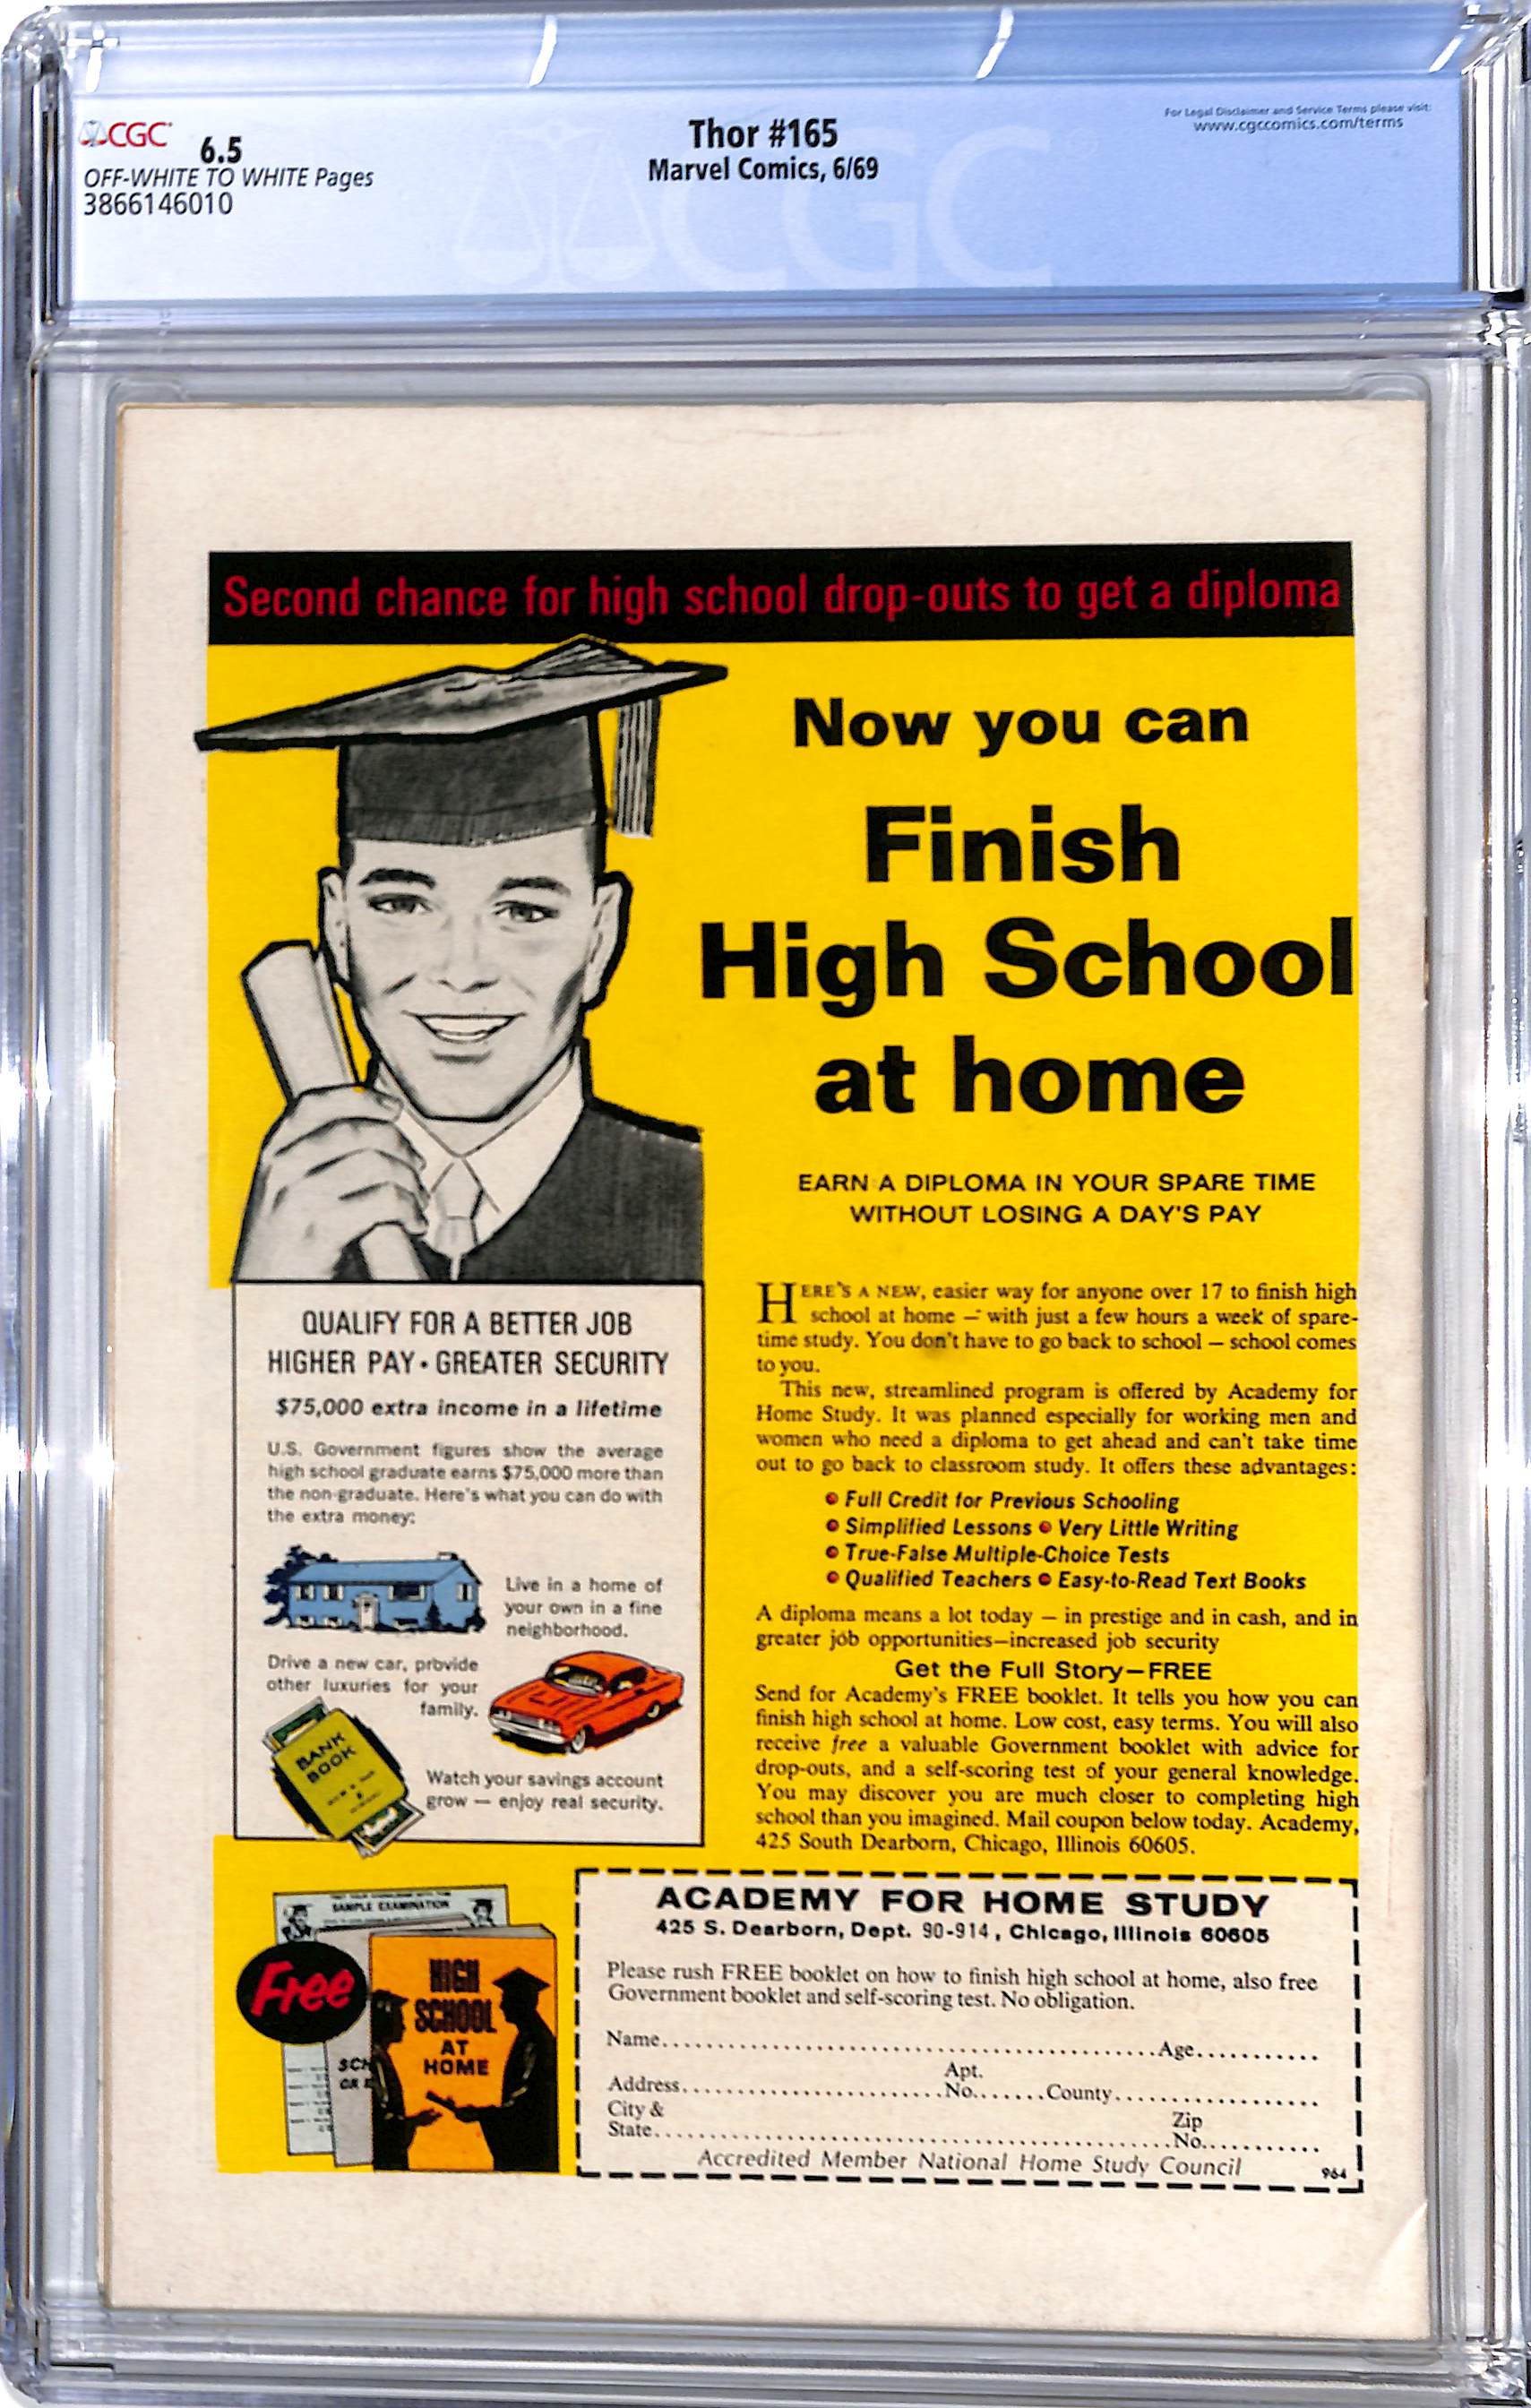 CGC
6.5
OFF-WHITE TO WHITE Pages
3866146010
Thor #165
Marvel Comics, 6/69
For Legal Disclaimer and Service Terms please visit:
www.cgccomics.com/terms
CGC
Second chance for high school drop-outs to get a diploma
Now you can
Finish
High School
at home
EARN A DIPLOMA IN YOUR SPARE TIME
WITHOUT LOSING A DAY'S PAY
QUALIFY FOR A BETTER JOB
HIGHER PAY • GREATER SECURITY
$75,000 extra income in a lifetime
U.S. Government figures show the average
high school graduate earns $75,000 more than
the non-graduate. Here's what you can do with
the extra money:
Live in a home of
your own in a fine
neighborhood.
Drive a new car, provide
other luxuries for your
family.
BANK
BOOK
Watch your savings account
grow — enjoy real security.
HERE'S A NEW, easier way for anyone over 17 to finish high
school at home — with just a few hours a week of spare-
time study. You don't have to go back to school — school comes
to you.
This new, streamlined program is offered by Academy for
Home Study. It was planned especially for working men and
women who need a diploma to get ahead and can't take time
out to go back to classroom study. It offers these advantages:
• Full Credit for Previous Schooling
• Simplified Lessons • Very Little Writing
• True-False Multiple-Choice Tests
• Qualified Teachers • Easy-to-Read Text Books
A diploma means a lot today — in prestige and in cash, and in
greater job opportunities—increased job security
Get the Full Story—FREE
Send for Academy's FREE booklet. It tells you how you can
finish high school at home. Low cost, easy terms. You will also
receive free a valuable Government booklet with advice for
drop-outs, and a self-scoring test of your general knowledge.
You may discover you are much closer to completing high
school than you imagined. Mail coupon below today. Academy,
425 South Dearborn, Chicago, Illinois 60605.
SAMPLE EXAMINATION
Free
HIGH
SCHOOL
AT
HOME
SCH
OR
ACADEMY FOR HOME STUDY
425 S. Dearborn, Dept. 90-914, Chicago, Illinois 60605
Please rush FREE booklet on how to finish high school at home, also free
Government booklet and self-scoring test. No obligation.
Name..................................................Age............
Apt.
Address..........................No.......County.....................
City &
Zip
State.....................................................No...........
Accredited Member National Home Study Council
964